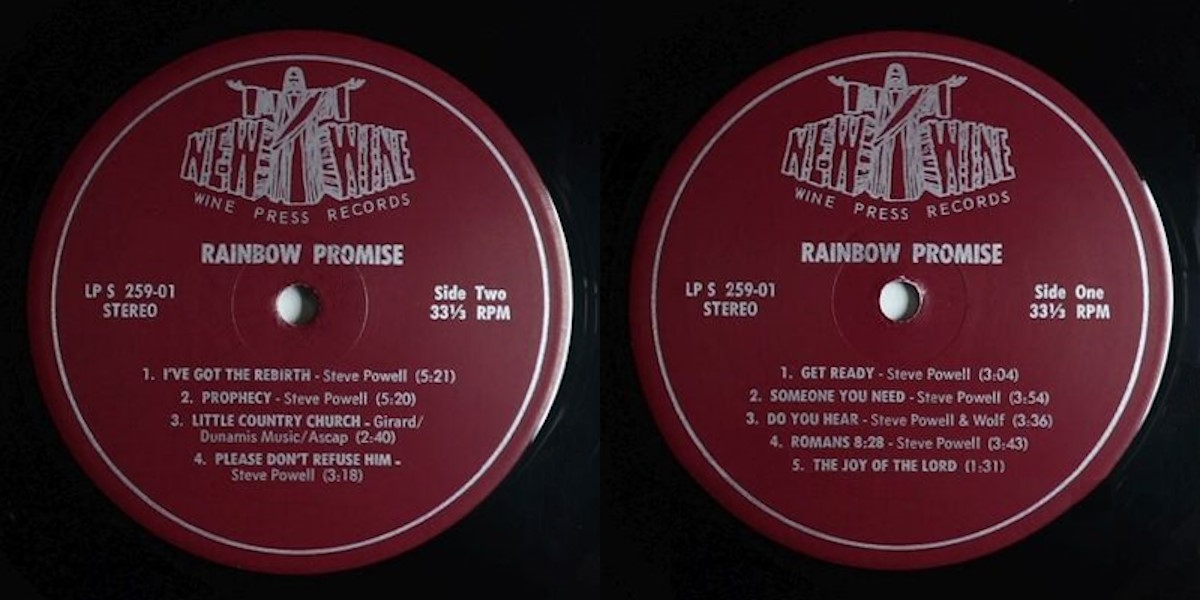 NEW WINE
WINE PRESS RECORDS
RAINBOW PROMISE
LP S 259-01
STEREO
Side Two
33⅓ RPM
1. I'VE GOT THE REBIRTH - Steve Powell (5:21)
2. PROPHECY - Steve Powell (5:20)
3. LITTLE COUNTRY CHURCH - Girard/
Dunamis Music/Ascap (2:40)
4. PLEASE DON'T REFUSE HIM -
Steve Powell (3:18)
NEW WINE
WINE PRESS RECORDS
RAINBOW PROMISE
LP S 259-01
STEREO
Side One
33⅓ RPM
1. GET READY - Steve Powell (3:04)
2. SOMEONE YOU NEED - Steve Powell (3:54)
3. DO YOU HEAR - Steve Powell & Wolf (3:36)
4. ROMANS 8:28 - Steve Powell (3:43)
5. THE JOY OF THE LORD (1:31)